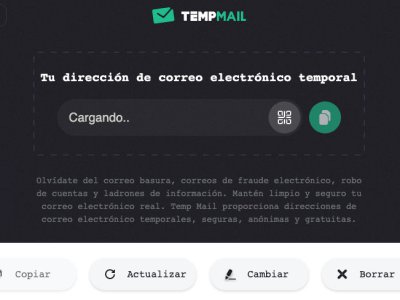 TEMPMAIL
Tu dirección de correo electrónico temporal
Cargando..
Olvídate del correo basura, correos de fraude electrónico, robo
de cuentas y ladrones de información. Mantén limpio y seguro tu
correo electrónico real. Temp Mail proporciona direcciones de
correo electrónico temporales, seguras, anónimas y gratuitas.
Copiar Actualizar Cambiar Borrar